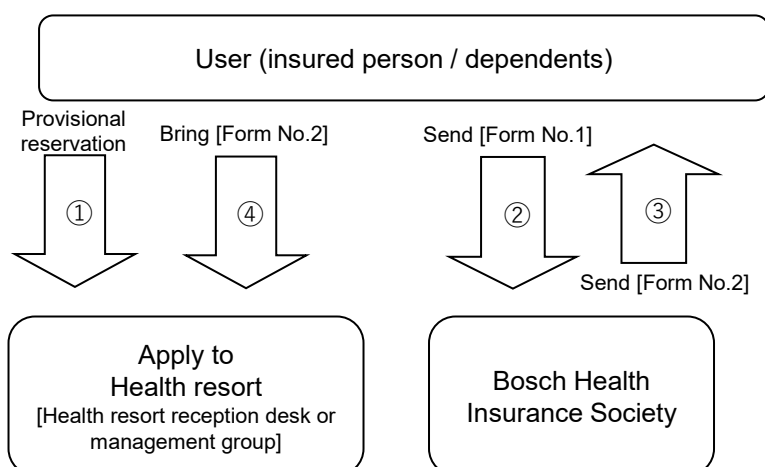 User (insured person / dependents)
Provisional
reservation
Bring [Form No.2]
Send [Form No.1]
①
④
②
③
Send [Form No.2]
Apply to
Health resort
[Health resort reception desk or
management group]
Bosch Health
Insurance Society